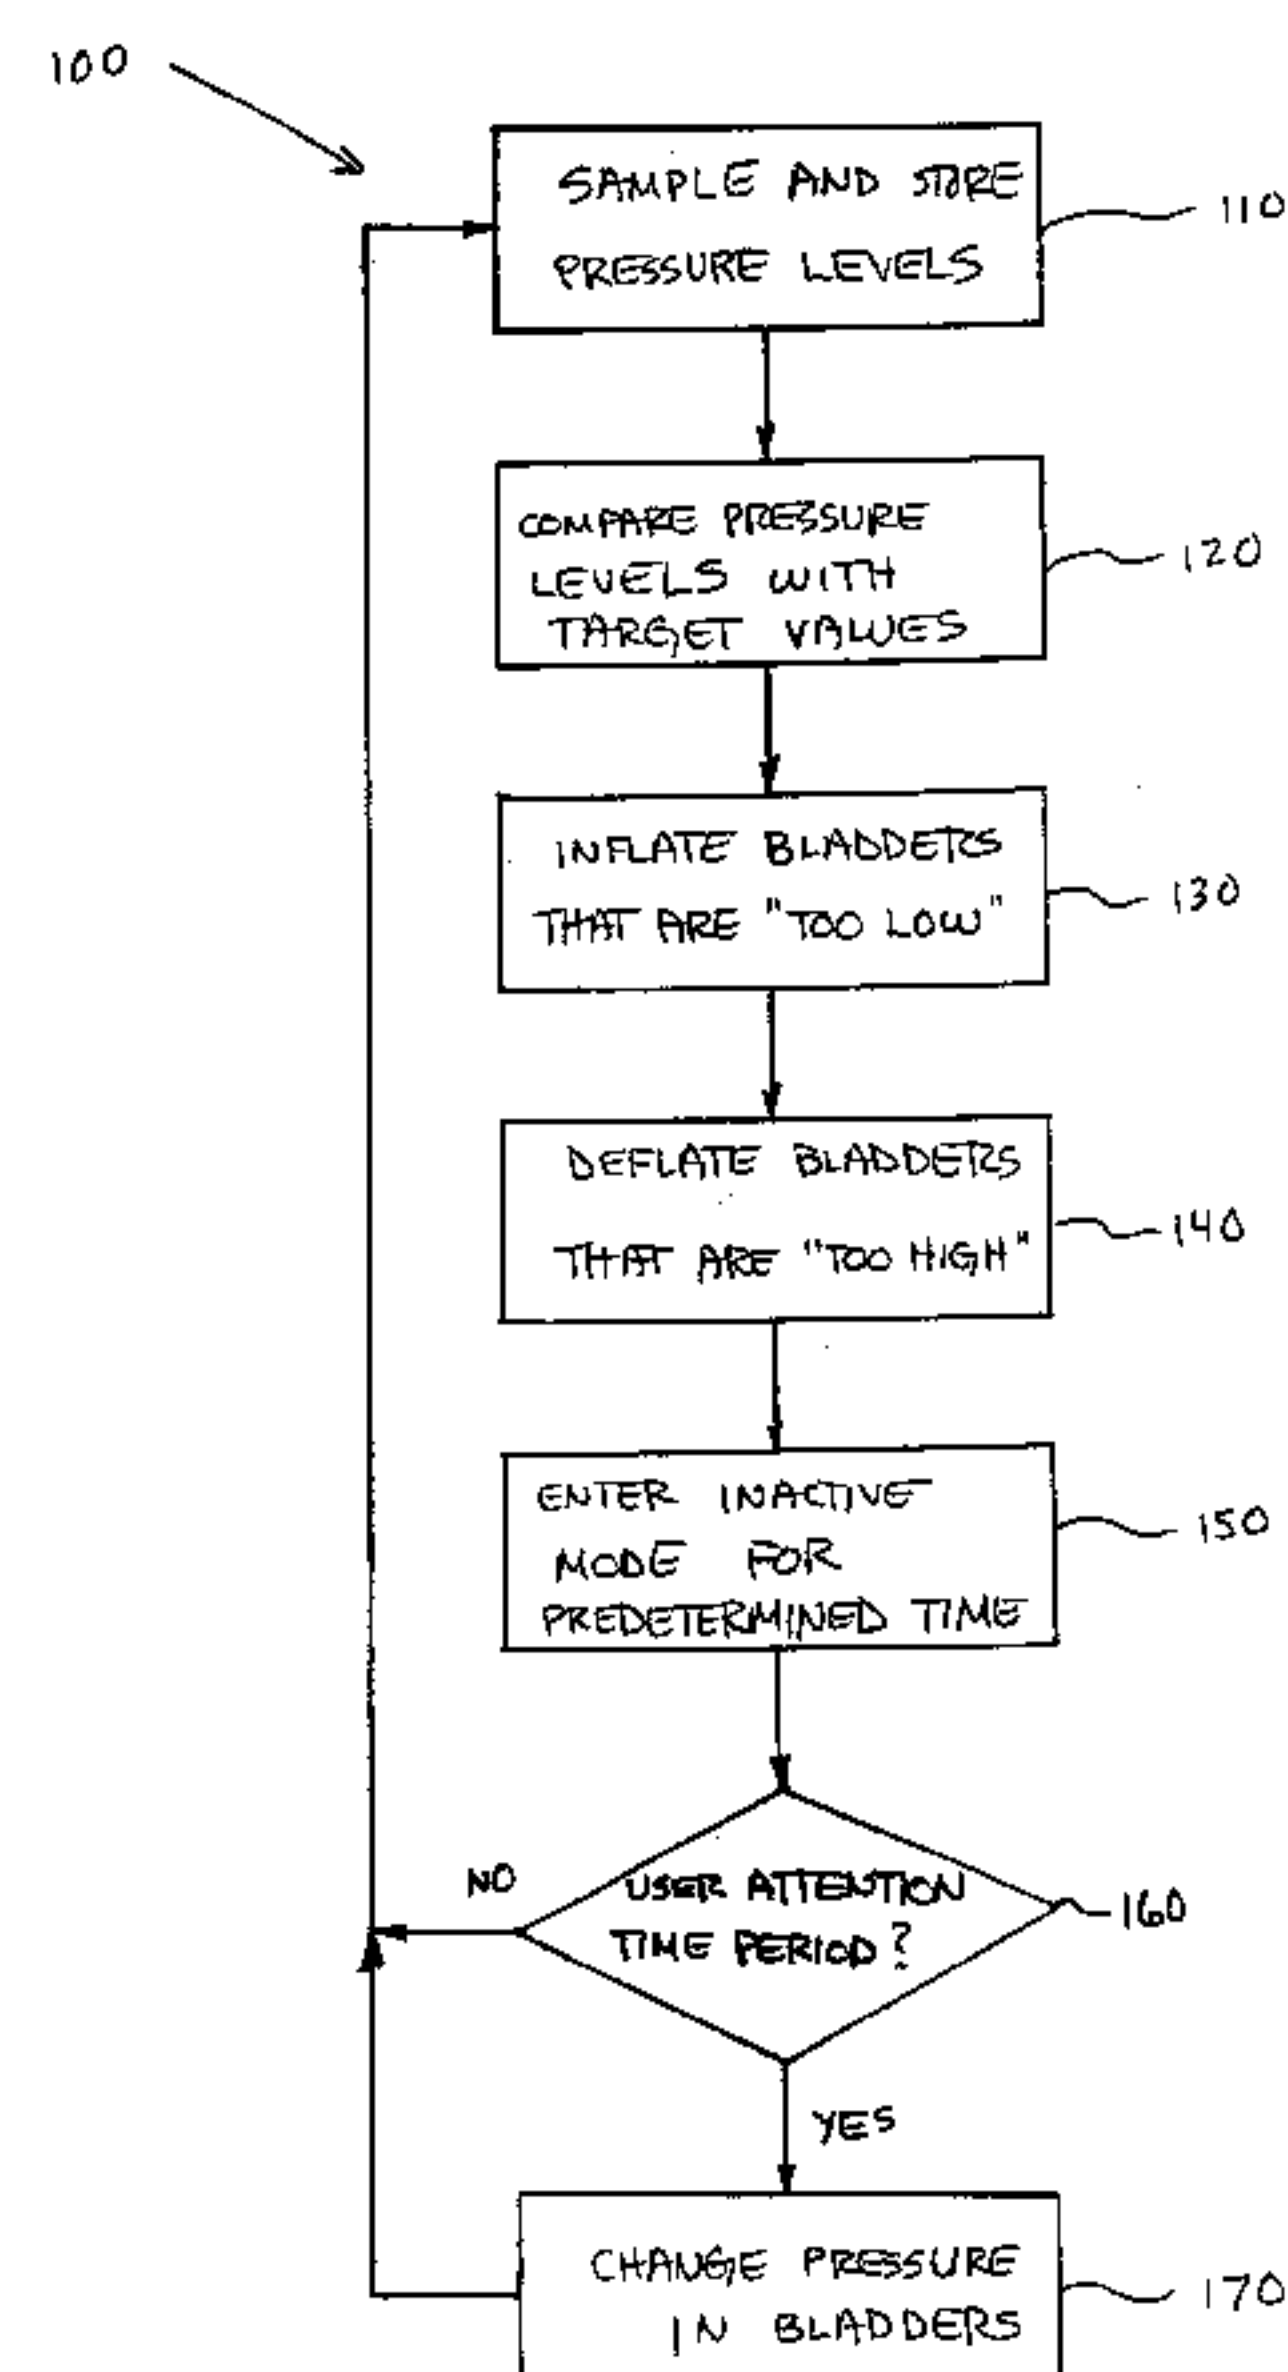 100
SAMPLE AND STORE
PRESSURE LEVELS
110
COMPARE PRESSURE
LEVELS WITH
TARGET VALUES
120
INFLATE BLADDERS
THAT ARE "TOO LOW"
130
DEFLATE BLADDERS
THAT ARE "TOO HIGH"
140
ENTER INACTIVE
MODE FOR
PREDETERMINED TIME
150
NO
USER ATTENTION
TIME PERIOD?
160
YES
CHANGE PRESSURE
IN BLADDERS
170